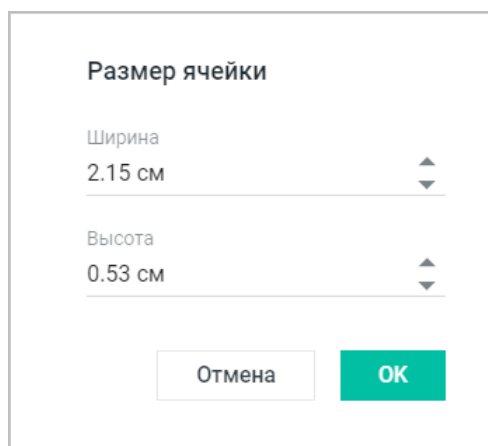 Размер ячейки
Ширина
2.15 см
Высота
0.53 см
Отмена OK